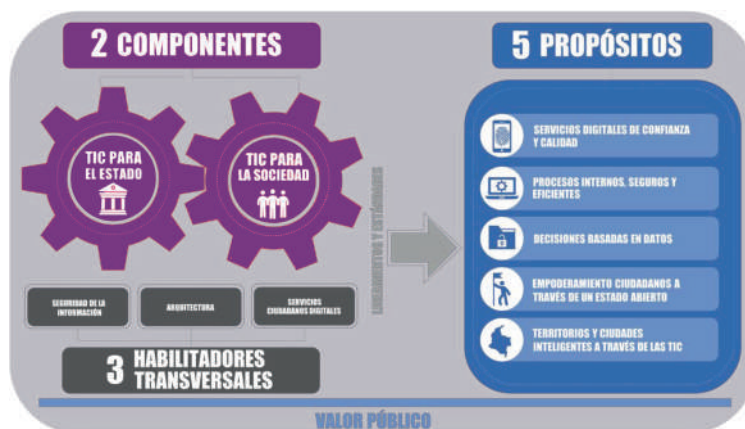 2 COMPONENTES
TIC PARA
EL ESTADO
TIC PARA
LA SOCIEDAD
SEGURIDAD DE LA
INFORMACIÓN
ARQUITECTURA
SERVICIOS
CIUDADANOS DIGITALES
3 HABILITADORES
TRANSVERSALES
LINEAMIENTOS Y ESTÁNDARES
5 PROPÓSITOS
SERVICIOS DIGITALES DE CONFIANZA
Y CALIDAD
PROCESOS INTERNOS, SEGUROS Y
EFICIENTES
DECISIONES BASADAS EN DATOS
EMPODERAMIENTO CIUDADANOS A
TRAVÉS DE UN ESTADO ABIERTO
TERRITORIOS Y CIUDADES
INTELIGENTES A TRAVÉS DE LAS TIC
VALOR PÚBLICO